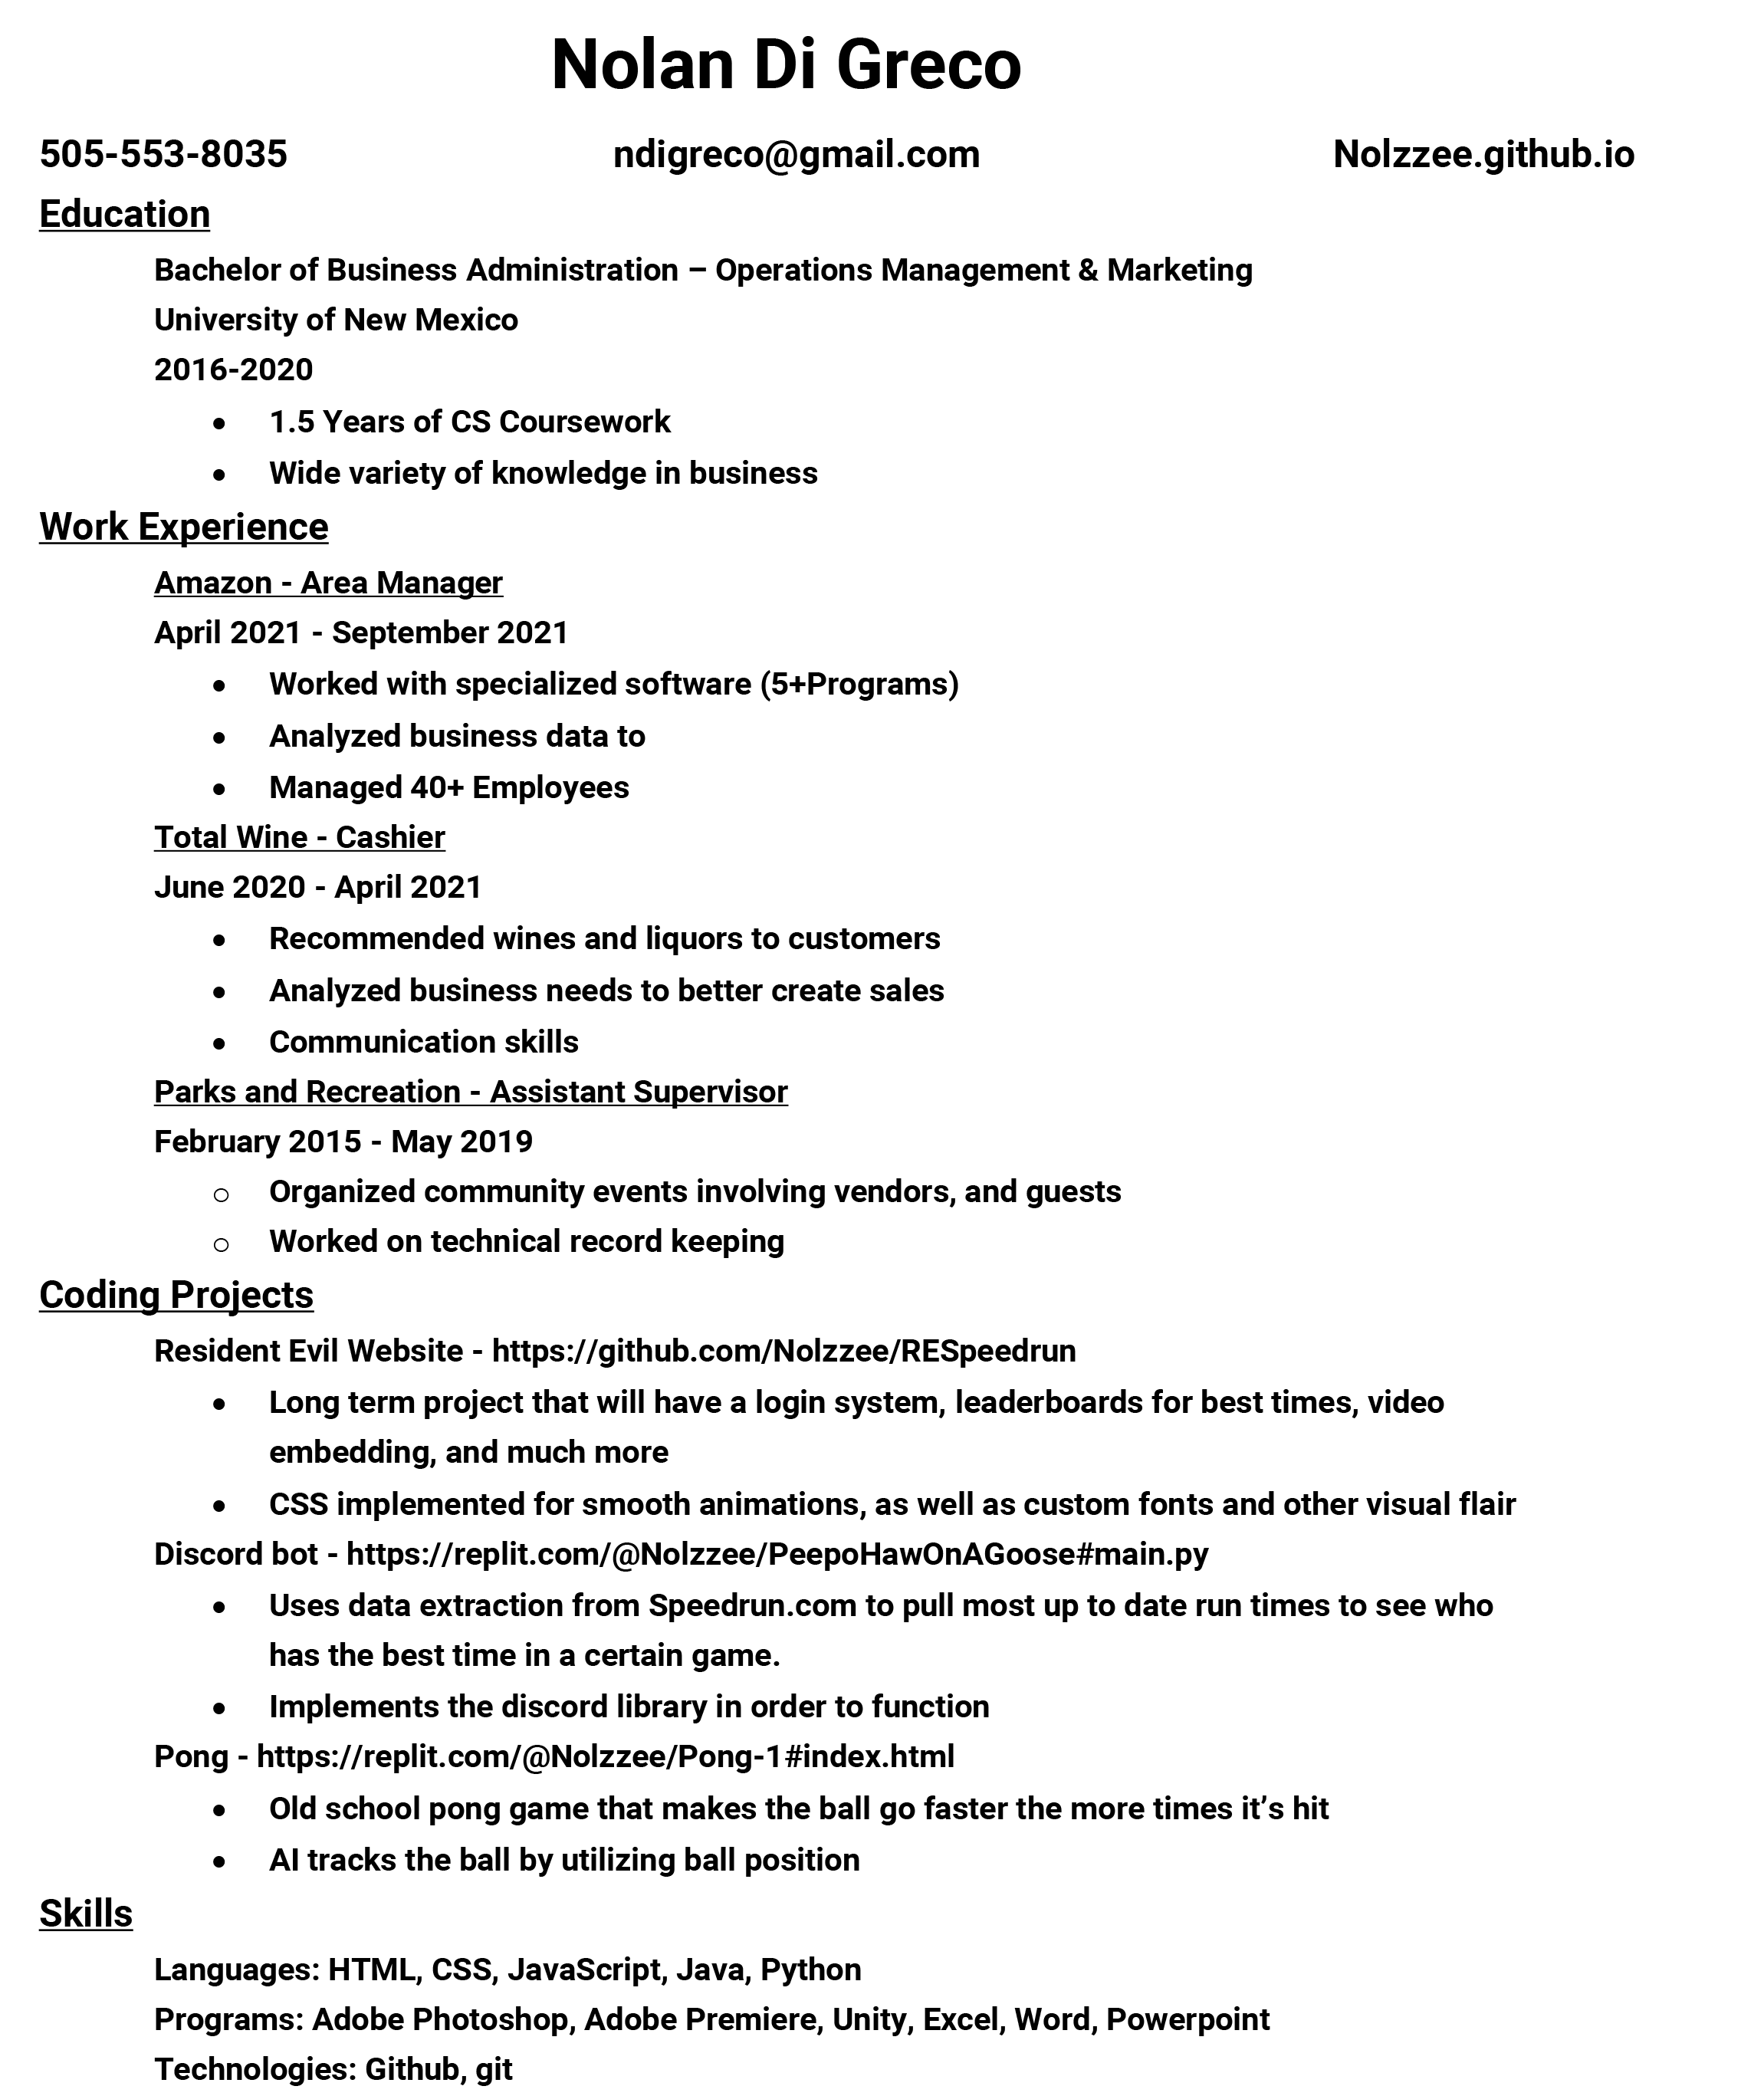 Nolan Di Greco
505-553-8035 ndigreco@gmail.com Nolzzee.github.io
Education
Bachelor of Business Administration – Operations Management & Marketing
University of New Mexico
2016-2020
• 1.5 Years of CS Coursework
• Wide variety of knowledge in business
Work Experience
Amazon - Area Manager
April 2021 - September 2021
• Worked with specialized software (5+Programs)
• Analyzed business data to
• Managed 40+ Employees
Total Wine - Cashier
June 2020 - April 2021
• Recommended wines and liquors to customers
• Analyzed business needs to better create sales
• Communication skills
Parks and Recreation - Assistant Supervisor
February 2015 - May 2019
○ Organized community events involving vendors, and guests
○ Worked on technical record keeping
Coding Projects
Resident Evil Website - https://github.com/Nolzzee/RESpeedrun
• Long term project that will have a login system, leaderboards for best times, video
embedding, and much more
• CSS implemented for smooth animations, as well as custom fonts and other visual flair
Discord bot - https://replit.com/@Nolzzee/PeepoHawOnAGoose#main.py
• Uses data extraction from Speedrun.com to pull most up to date run times to see who
has the best time in a certain game.
• Implements the discord library in order to function
Pong - https://replit.com/@Nolzzee/Pong-1#index.html
• Old school pong game that makes the ball go faster the more times it’s hit
• AI tracks the ball by utilizing ball position
Skills
Languages: HTML, CSS, JavaScript, Java, Python
Programs: Adobe Photoshop, Adobe Premiere, Unity, Excel, Word, Powerpoint
Technologies: Github, git